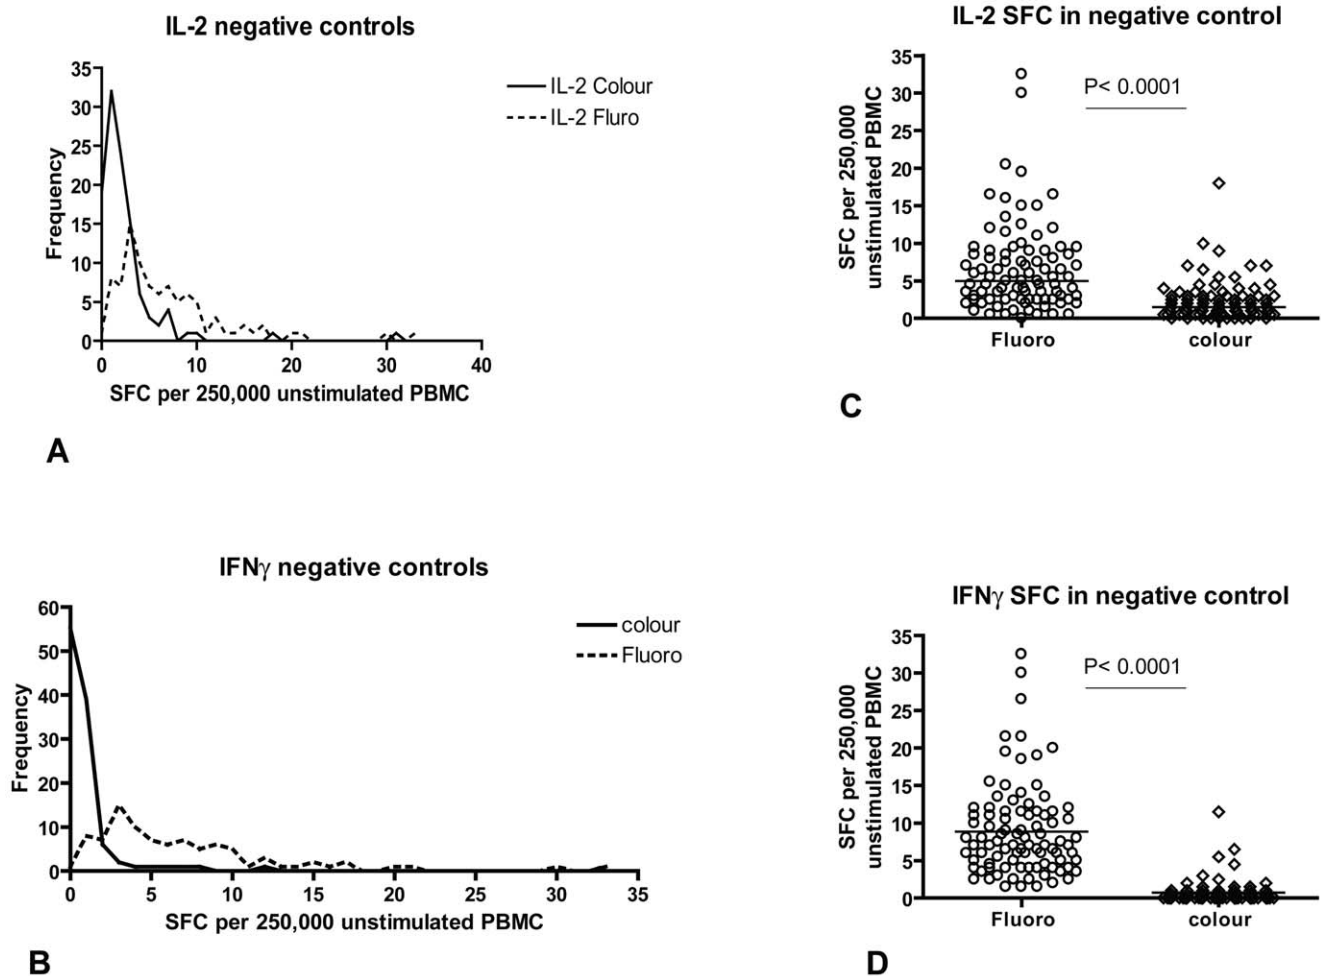 IL-2 negative controls
35
30
25
20
15
10
5
0
Frequency
0 10 20 30 40
SFC per 250,000 unstimulated PBMC
IL-2 Colour
IL-2 Fluro
A
IL-2 SFC in negative control
35
30
25
20
15
10
5
0
SFC per 250,000
unstimulated PBMC
P< 0.0001
Fluoro colour
C
IFNγ negative controls
60
50
40
30
20
10
0
Frequency
0 5 10 15 20 25 30 35
SFC per 250,000 unstimulated PBMC
colour
Fluoro
B
IFNγ SFC in negative control
35
30
25
20
15
10
5
0
SFC per 250,000
unstimulated PBMC
P< 0.0001
Fluoro colour
D